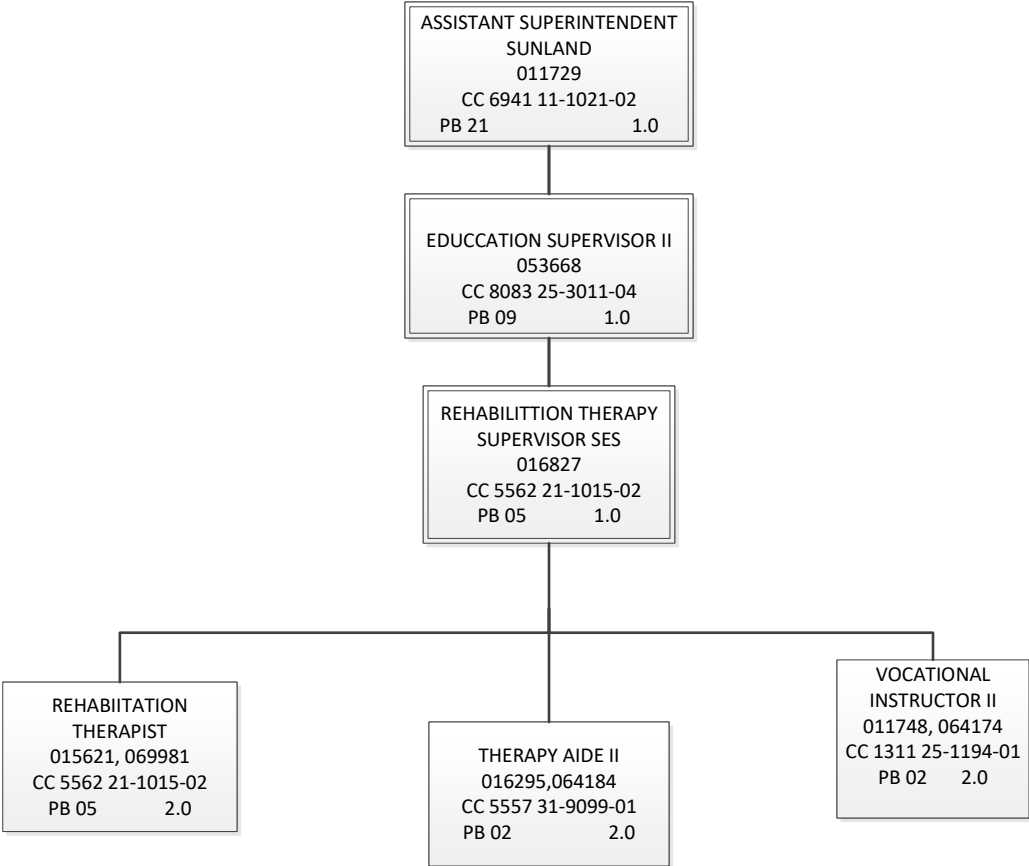 ASSISTANT SUPERINTENDENT
SUNLAND
011729
CC 6941 11-1021-02
PB 21 1.0
EDUCCATION SUPERVISOR II
053668
CC 8083 25-3011-04
PB 09 1.0
REHABILITTION THERAPY
SUPERVISOR SES
016827
CC 5562 21-1015-02
PB 05 1.0
REHABIITATION
THERAPIST
015621, 069981
CC 5562 21-1015-02
PB 05 2.0
THERAPY AIDE II
016295,064184
CC 5557 31-9099-01
PB 02 2.0
VOCATIONAL
INSTRUCTOR II
011748, 064174
CC 1311 25-1194-01
PB 02 2.0